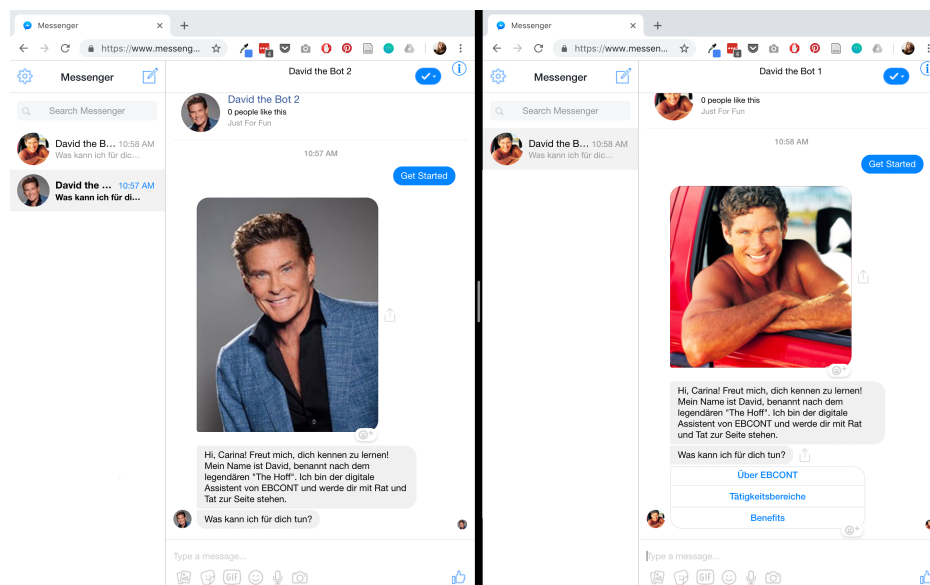 Messenger
https://www.messeng...
6
Messenger
Search Messenger
David the B... 10:58 AM
Was kann ich für dic...
David the ... 10:57 AM
Was kann ich für di...
David the Bot 2
David the Bot 2
0 people like this
Just For Fun
10:57 AM
Get Started
Hi, Carina! Freut mich, dich kennen zu lernen!
Mein Name ist David, benannt nach dem
legendären "The Hoff". Ich bin der digitale
Assistent von EBCONT und werde dir mit Rat und
Tat zur Seite stehen.
Was kann ich für dich tun?
Type a message...
GIF
Messenger
https://www.messen...
6
Messenger
Search Messenger
David the B... 10:58 AM
Was kann ich für dic...
David the Bot 1
0 people like this
Just For Fun
10:58 AM
Get Started
Hi, Carina! Freut mich, dich kennen zu lernen!
Mein Name ist David, benannt nach dem
legendären "The Hoff". Ich bin der digitale
Assistent von EBCONT und werde dir mit Rat
und Tat zur Seite stehen.
Was kann ich für dich tun?
Über EBCONT
Tätigkeitsbereiche
Benefits
Type a message...
GIF